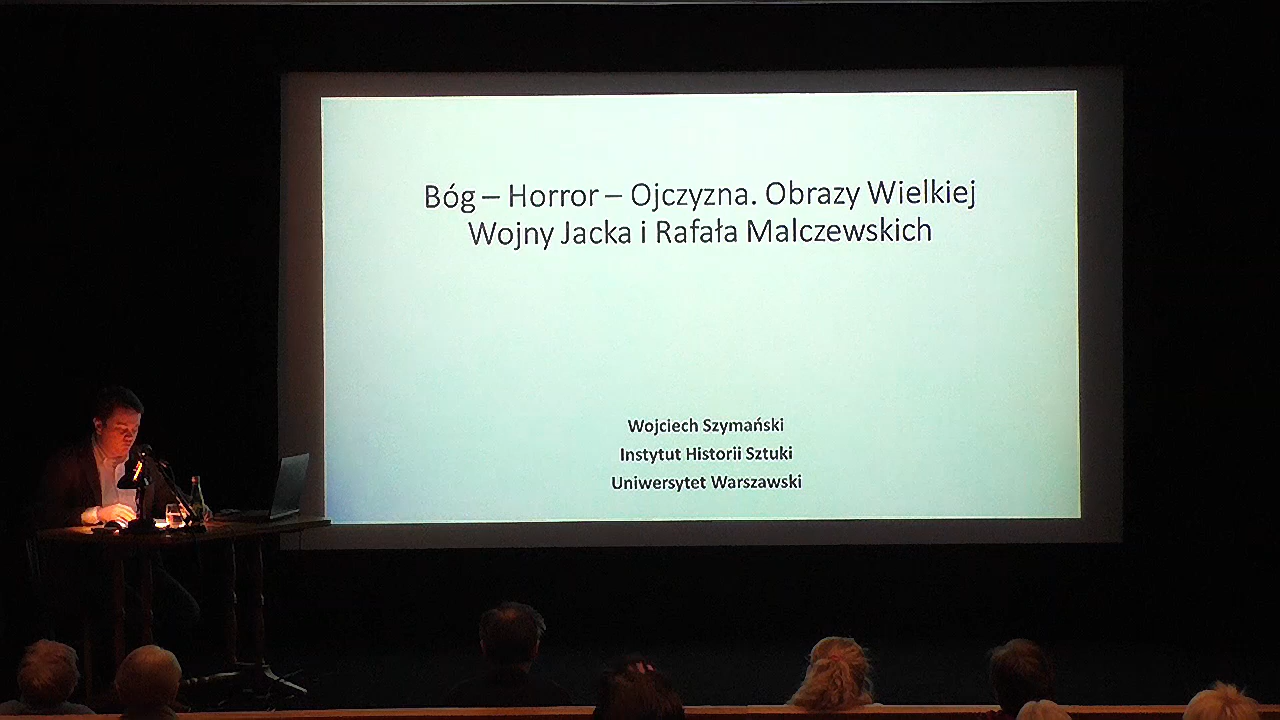 Bóg – Horror – Ojczyzna. Obrazy Wielkiej
Wojny Jacka i Rafała Malczewskich
Wojciech Szymański
Instytut Historii Sztuki
Uniwersytet Warszawski